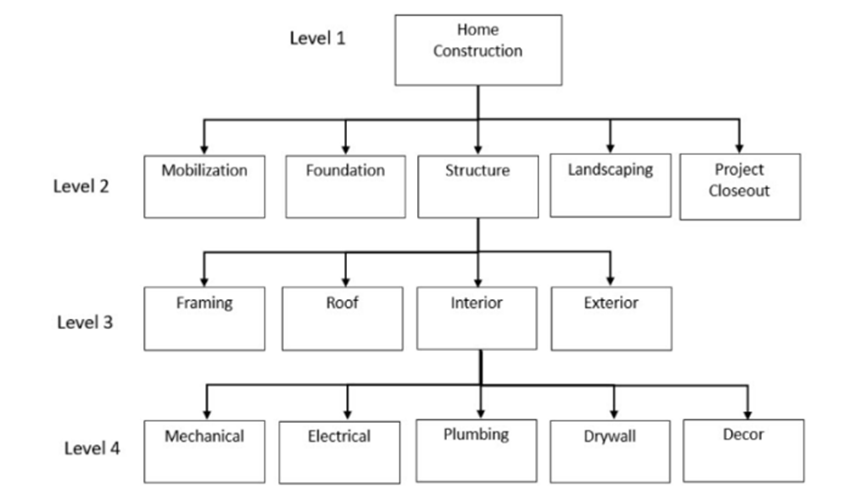 Level 1
Home
Construction
Level 2
Mobilization
Foundation
Structure
Landscaping
Project
Closeout
Level 3
Framing
Roof
Interior
Exterior
Level 4
Mechanical
Electrical
Plumbing
Drywall
Decor